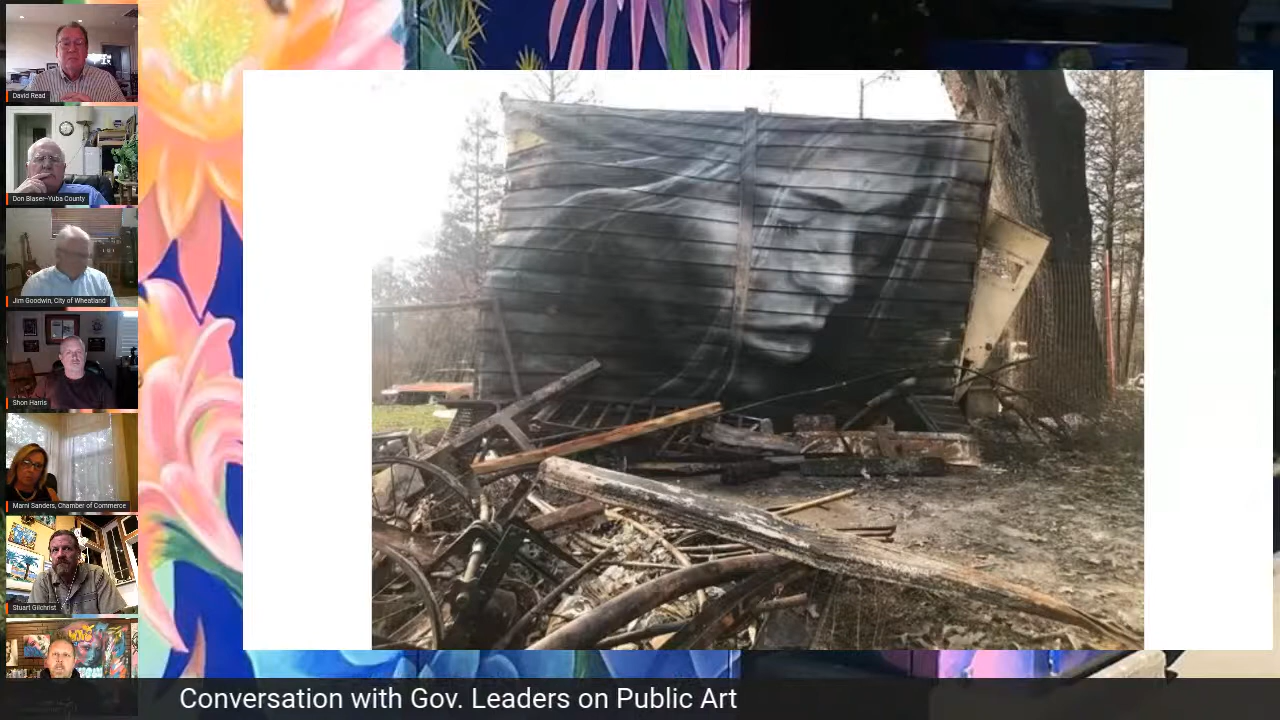 David Read
Don Blaser--Yuba County
Jim Goodwin, City of Wheatland
Shon Harris
Marni Sanders, Chamber of Commerce
Stuart Gilchrist
Conversation with Gov. Leaders on Public Art